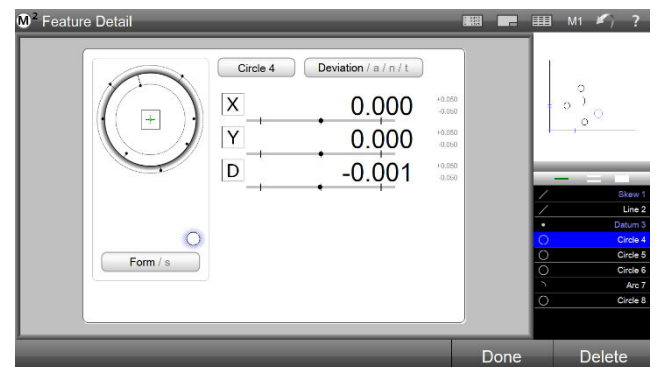 M² Feature Detail
M1
?
Circle 4
Deviation / a / n / t
X 0.000 +0.050 -0.050
Y 0.000 +0.050 -0.050
D -0.001 +0.050 -0.050
Form / s
Skew 1
Line 2
Datum 3
Circle 4
Circle 5
Circle 6
Arc 7
Circle 8
Done
Delete